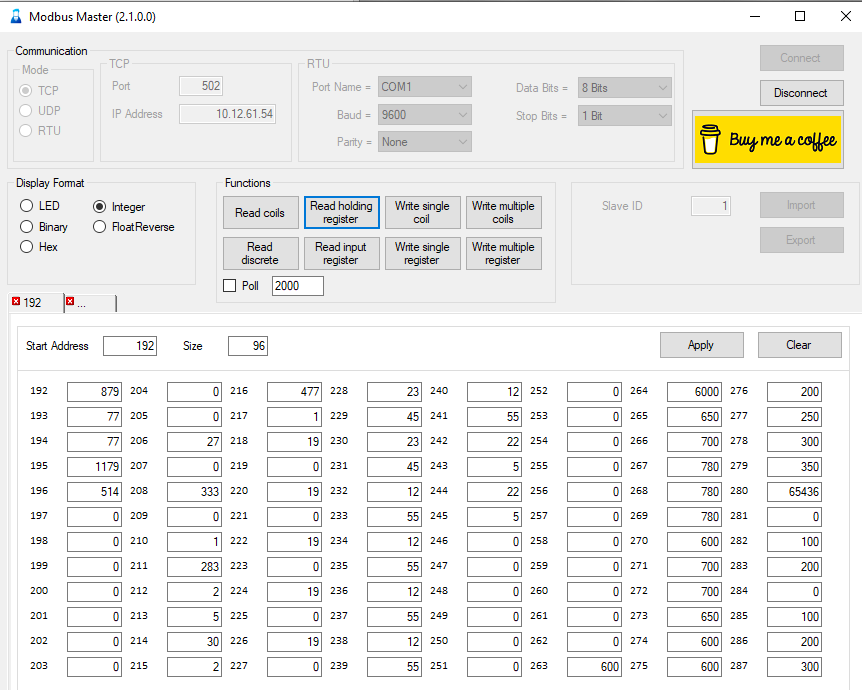 Modbus Master (2.1.0.0)
Communication
Mode
TCP
UDP
RTU
TCP
Port 502
IP Address 10.12.61.54
RTU
Port Name = COM1 Data Bits = 8 Bits
Baud = 9600 Stop Bits = 1 Bit
Parity = None
Connect
Disconnect
Buy me a coffee
Display Format
LED Integer
Binary FloatReverse
Hex
Functions
Read coils
Read holding register
Write single coil
Write multiple coils
Read discrete
Read input register
Write single register
Write multiple register
Poll 2000
Slave ID 1
Import
Export
192 ...
Start Address 192 Size 96 Apply Clear
192 879 204 0 216 477 228 23 240 12 252 0 264 6000 276 200
193 77 205 0 217 1 229 45 241 55 253 0 265 650 277 250
194 77 206 27 218 19 230 23 242 22 254 0 266 700 278 300
195 1179 207 0 219 0 231 45 243 5 255 0 267 780 279 350
196 514 208 333 220 19 232 12 244 22 256 0 268 780 280 65436
197 0 209 0 221 0 233 55 245 5 257 0 269 780 281 0
198 0 210 1 222 19 234 12 246 0 258 0 270 600 282 100
199 0 211 283 223 0 235 55 247 0 259 0 271 700 283 200
200 0 212 2 224 19 236 12 248 0 260 0 272 700 284 0
201 0 213 5 225 0 237 55 249 0 261 0 273 650 285 100
202 0 214 30 226 19 238 12 250 0 262 0 274 600 286 200
203 0 215 2 227 0 239 55 251 0 263 600 275 600 287 300